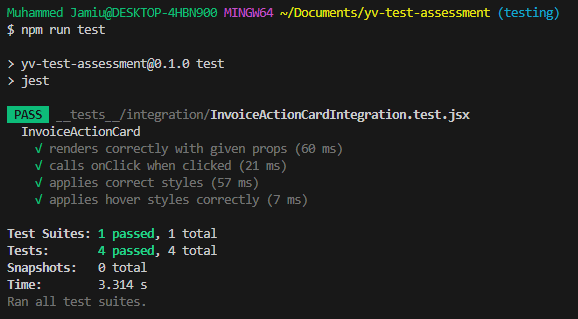 Muhammed Jamiu@DESKTOP-4HBN900 MINGW64 ~/Documents/yv-test-assessment (testing)
$ npm run test
> yv-test-assessment@0.1.0 test
> jest
PASS __tests__/integration/InvoiceActionCardIntegration.test.jsx
InvoiceActionCard
√ renders correctly with given props (60 ms)
√ calls onClick when clicked (21 ms)
√ applies correct styles (57 ms)
√ applies hover styles correctly (7 ms)
Test Suites: 1 passed, 1 total
Tests: 4 passed, 4 total
Snapshots: 0 total
Time: 3.314 s
Ran all test suites.